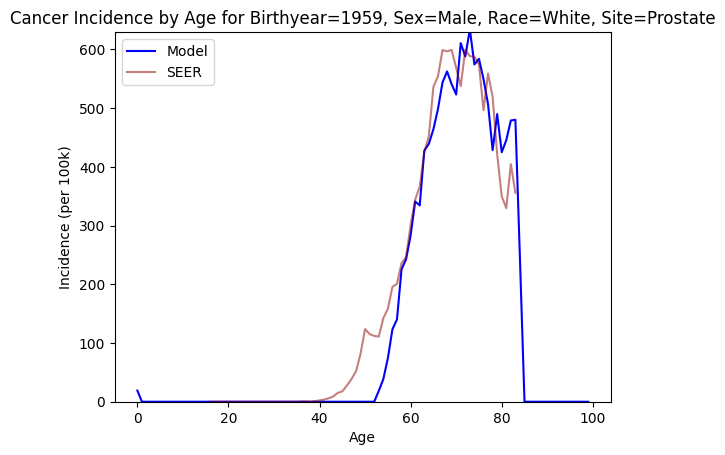 Cancer Incidence by Age for Birthyear=1959, Sex=Male, Race=White, Site=Prostate
Model
SEER
600
500
400
300
200
100
0
Incidence (per 100k)
0 20 40 60 80 100
Age